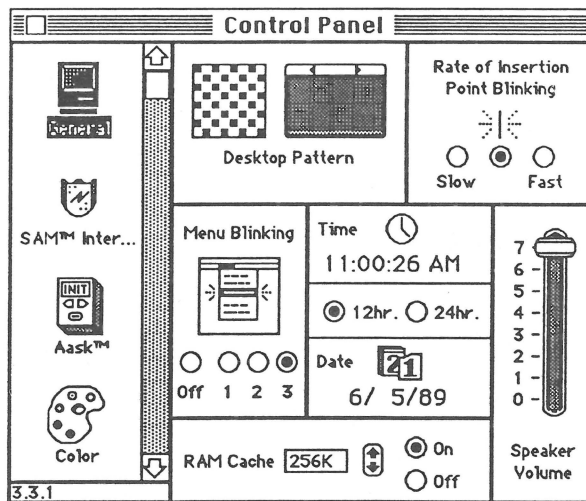 Control Panel
General
SAM™ Inter...
INIT
Aask™
Color
3.3.1
Desktop Pattern
Rate of Insertion
Point Blinking
Slow Fast
Menu Blinking
Off 1 2 3
Time
11:00:26 AM
12hr. 24hr.
Date
21
6/ 5/89
7
6
5
4
3
2
1
0
Speaker
Volume
RAM Cache 256K
On
Off